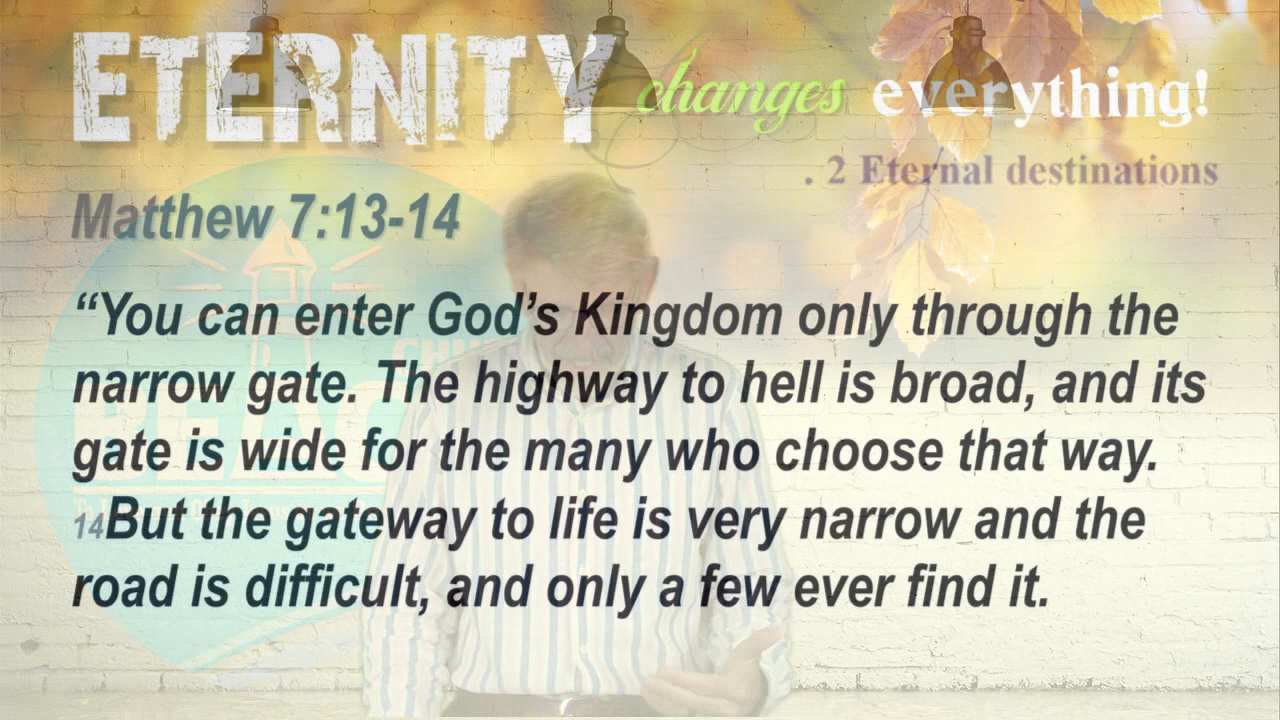 ETERNITY changes everything!
. 2 Eternal destinations
Matthew 7:13-14
“You can enter God’s Kingdom only through the
narrow gate. The highway to hell is broad, and its
gate is wide for the many who choose that way.
14But the gateway to life is very narrow and the
road is difficult, and only a few ever find it.